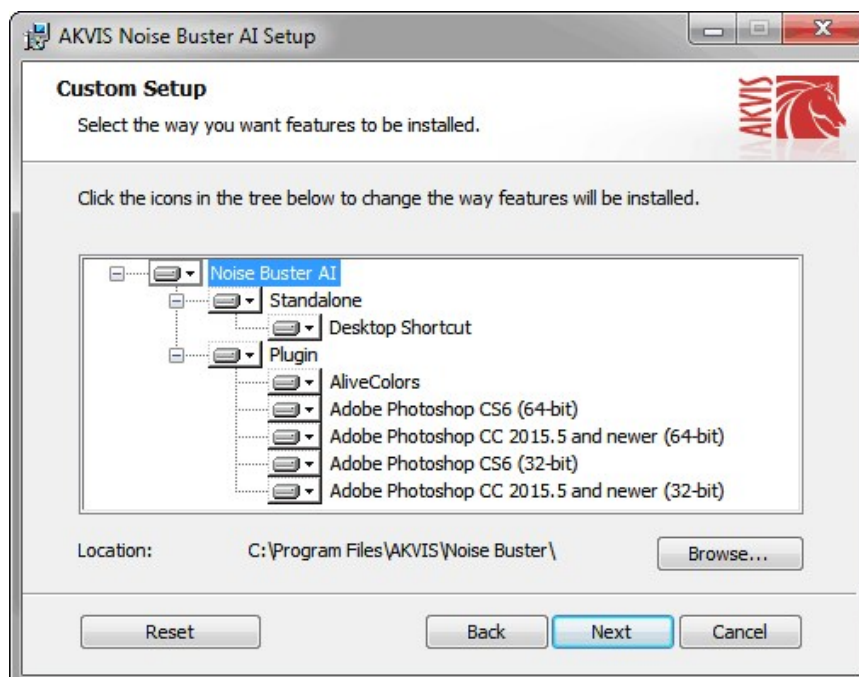 AKVIS Noise Buster AI Setup
Custom Setup
Select the way you want features to be installed.
AKVIS
Click the icons in the tree below to change the way features will be installed.
Noise Buster AI
Standalone
Desktop Shortcut
Plugin
AliveColors
Adobe Photoshop CS6 (64-bit)
Adobe Photoshop CC 2015.5 and newer (64-bit)
Adobe Photoshop CS6 (32-bit)
Adobe Photoshop CC 2015.5 and newer (32-bit)
Location: C:\Program Files\AKVIS\Noise Buster\ Browse...
Reset Back Next Cancel